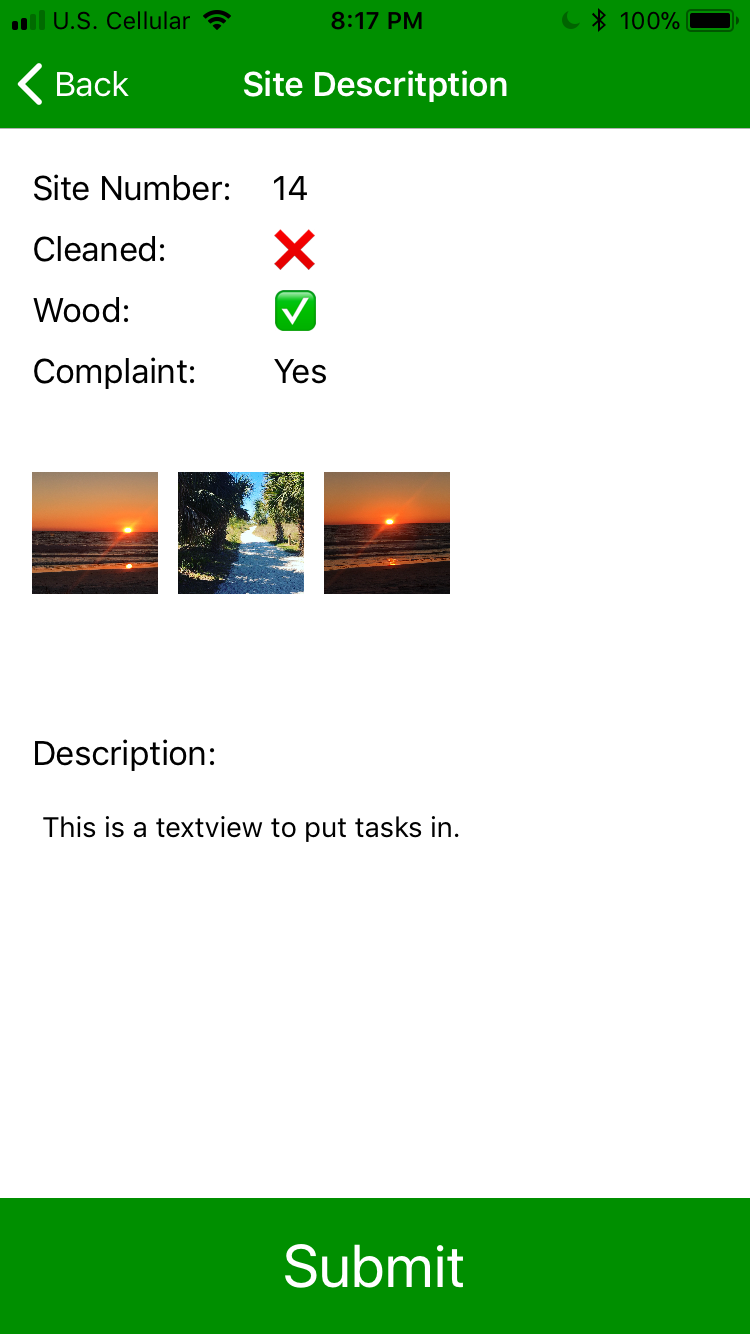 U.S. Cellular 8:17 PM 100%
Back Site Descritption
Site Number: 14
Cleaned: ❌
Wood: ✅
Complaint: Yes
Description:
This is a textview to put tasks in.
Submit